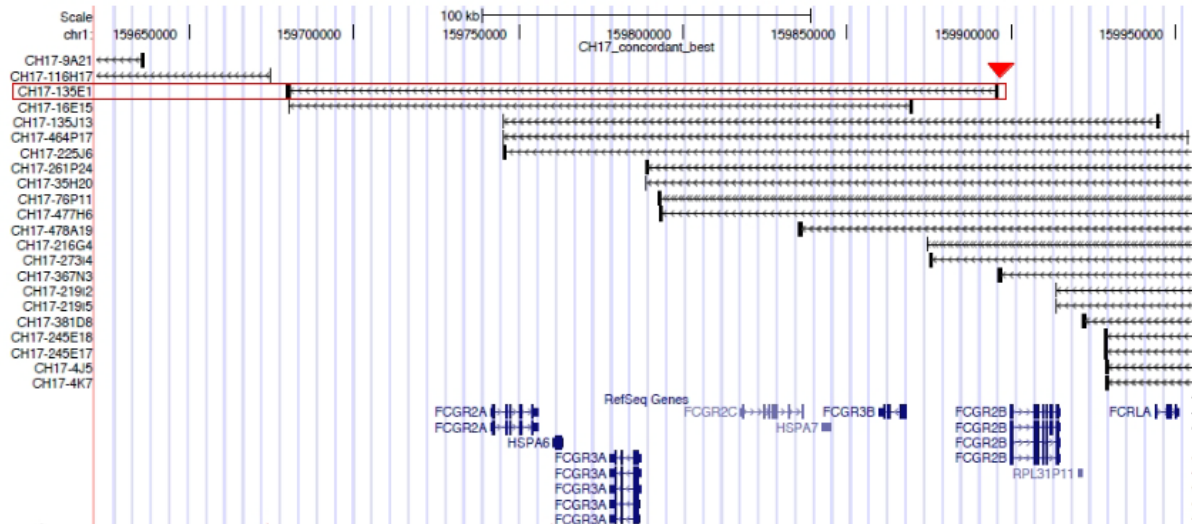 Scale 100 kb
chr1: 159650000 159700000 159750000 159800000 159850000 159900000 159950000
CH17_concordant_best
CH17-9A21
CH17-116H17
CH17-135E1
CH17-16E15
CH17-135J13
CH17-464P17
CH17-225J6
CH17-261P24
CH17-35H20
CH17-76P11
CH17-477H6
CH17-478A19
CH17-216G4
CH17-273i4
CH17-367N3
CH17-219i2
CH17-219i5
CH17-381D8
CH17-245E18
CH17-245E17
CH17-4J5
CH17-4K7
RefSeq Genes
FCGR2A FCGR2C FCGR3B FCGR2B FCRLA
FCGR2A HSPA7 FCGR2B
HSPA6 FCGR2B
FCGR3A FCGR2B
FCGR3A RPL31P11
FCGR3A
FCGR3A
FCGR3A